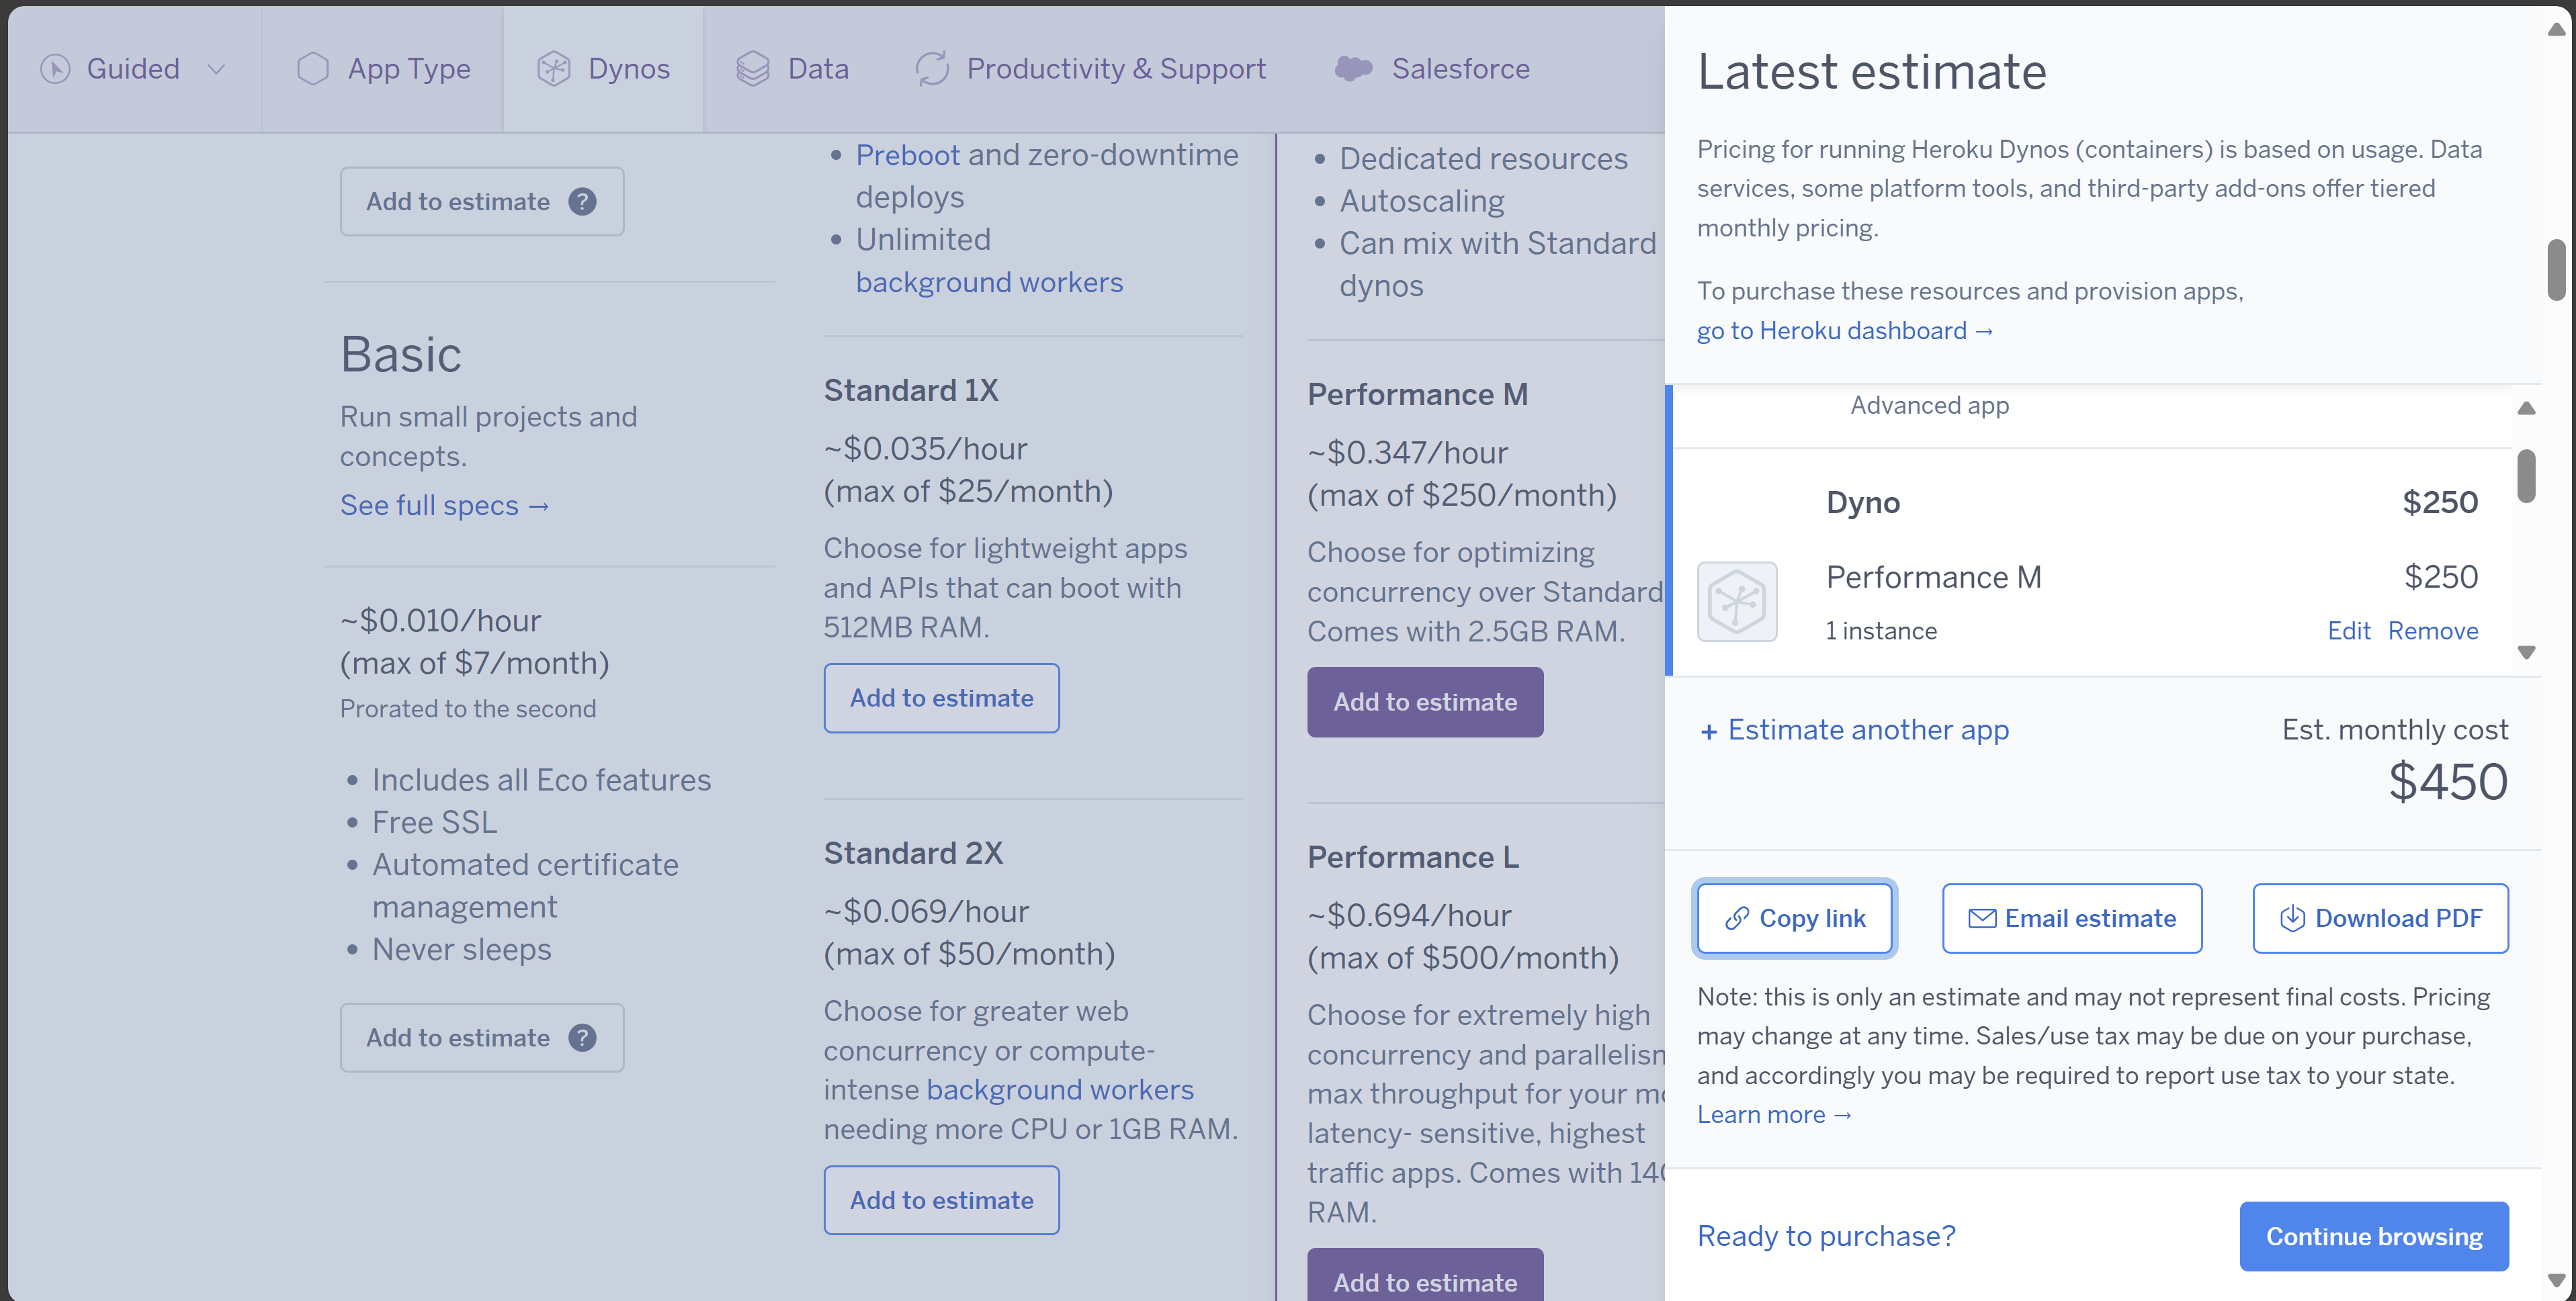 Guided
App Type
Dynos
Data
Productivity & Support
Salesforce
Add to estimate ?
Basic
Run small projects and
concepts.
See full specs →
~$0.010/hour
(max of $7/month)
Prorated to the second
• Includes all Eco features
• Free SSL
• Automated certificate
management
• Never sleeps
Add to estimate ?
• Preboot and zero-downtime
deploys
• Unlimited
background workers
Standard 1X
~$0.035/hour
(max of $25/month)
Choose for lightweight apps
and APIs that can boot with
512MB RAM.
Add to estimate
Standard 2X
~$0.069/hour
(max of $50/month)
Choose for greater web
concurrency or compute-
intense background workers
needing more CPU or 1GB RAM.
Add to estimate
• Dedicated resources
• Autoscaling
• Can mix with Standard
dynos
Performance M
~$0.347/hour
(max of $250/month)
Choose for optimizing
concurrency over Standard
Comes with 2.5GB RAM.
Add to estimate
Performance L
~$0.694/hour
(max of $500/month)
Choose for extremely high
concurrency and
max throughput for your
latency- sensitive, highest
traffic apps. Comes with
RAM.
Add to estimate
Latest estimate
Pricing for running Heroku Dynos (containers) is based on usage. Data
services, some platform tools, and third-party add-ons offer tiered
monthly pricing.
To purchase these resources and provision apps,
go to Heroku dashboard →
Advanced app
Dyno $250
Performance M $250
1 instance Edit Remove
+ Estimate another app
Est. monthly cost
$450
Copy link
Email estimate
Download PDF
Note: this is only an estimate and may not represent final costs. Pricing
may change at any time. Sales/use tax may be due on your purchase,
and accordingly you may be required to report use tax to your state.
Learn more →
Ready to purchase?
Continue browsing